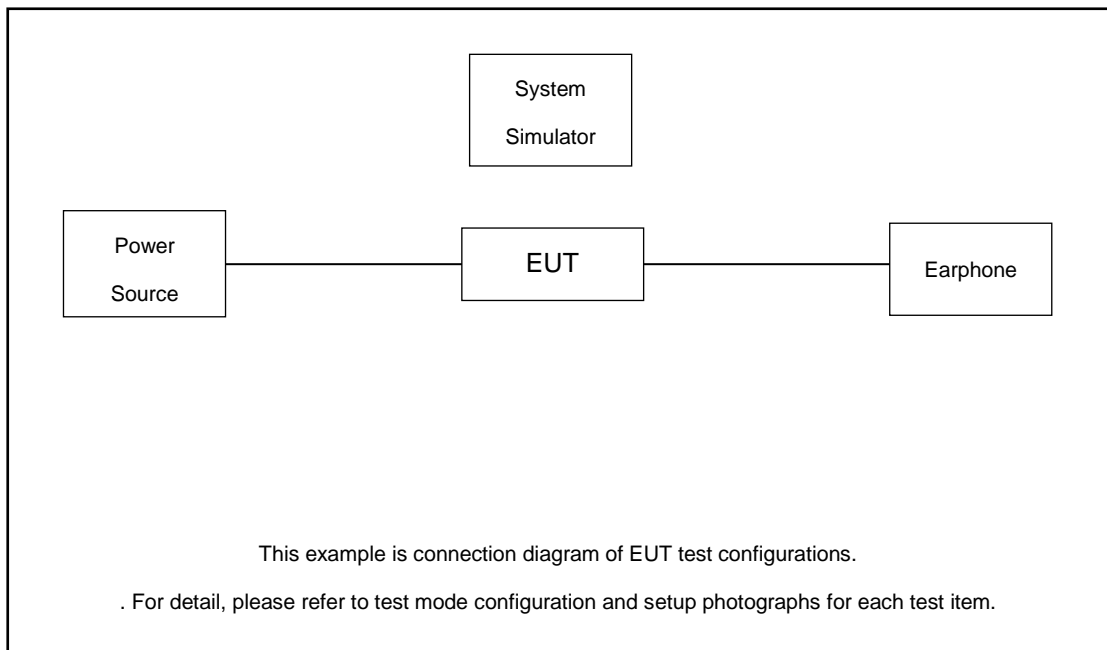 System
Simulator
Power
Source
EUT
Earphone
This example is connection diagram of EUT test configurations.
. For detail, please refer to test mode configuration and setup photographs for each test item.